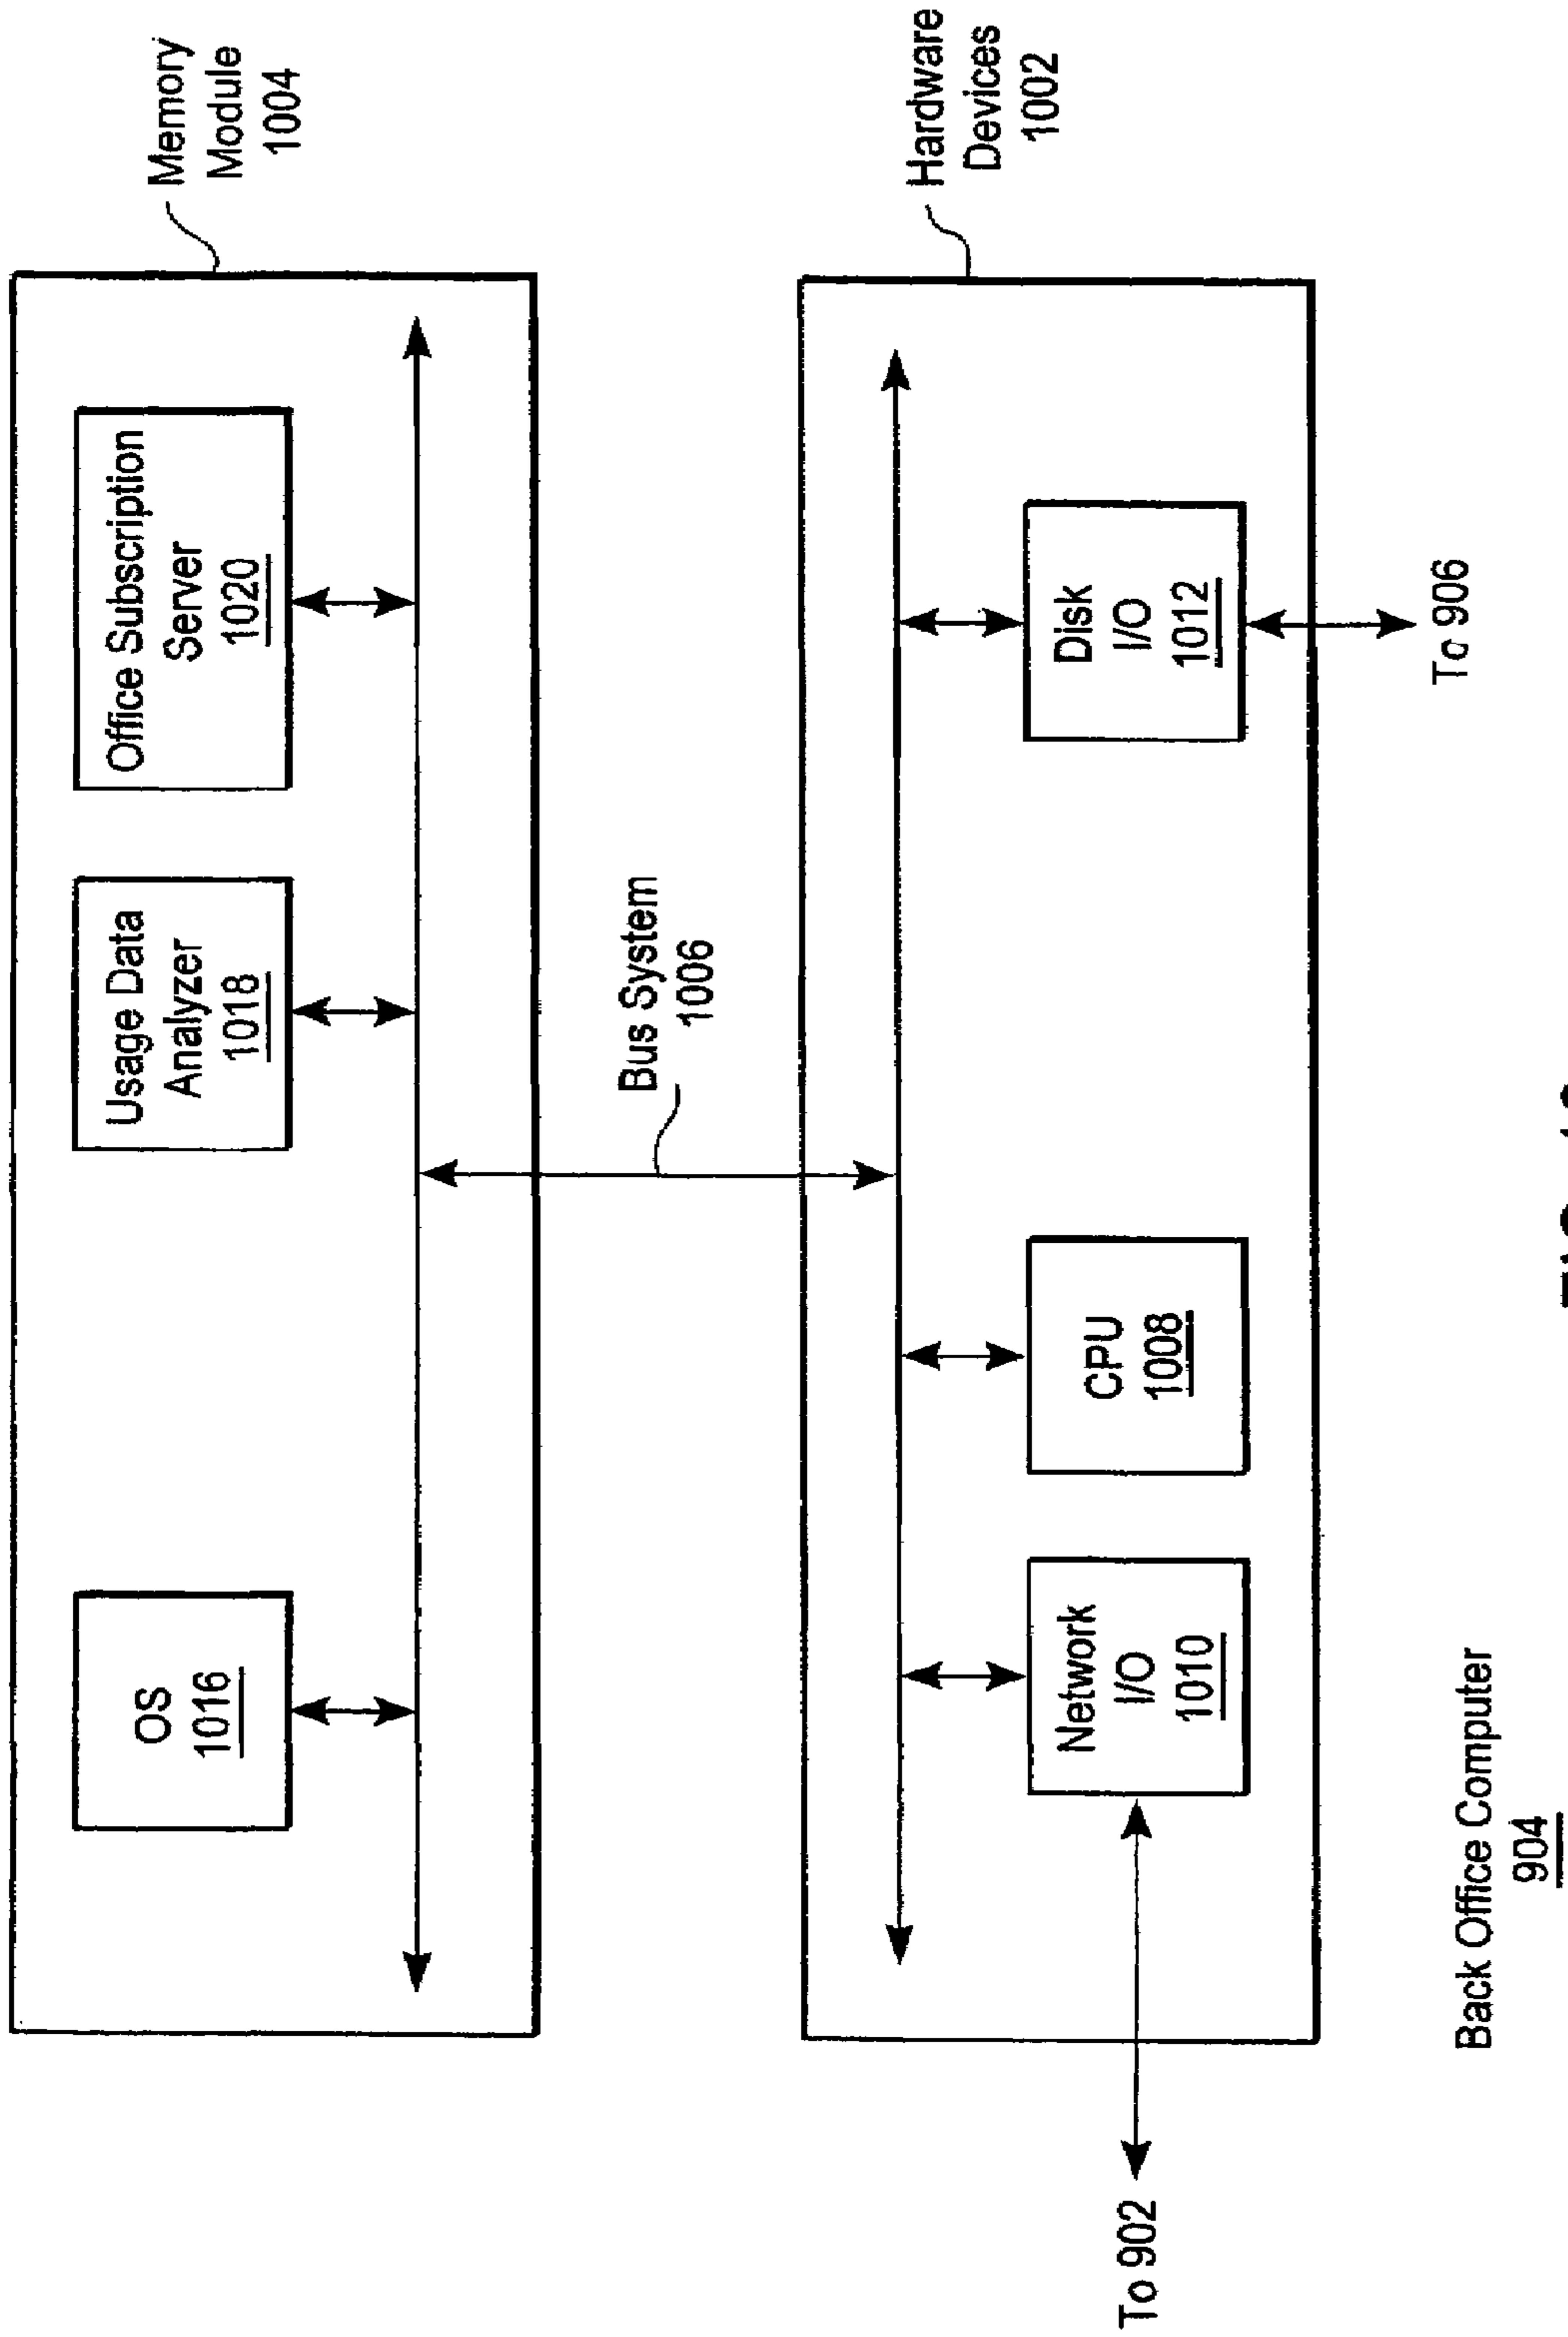 OS
1016
Usage Data
Analyzer
1018
Office Subscription
Server
1020
Memory
Module
1004
Bus System
1006
Hardware
Devices
1002
To 902
Network
I/O
1010
CPU
1008
Disk
I/O
1012
To 906
Back Office Computer
904